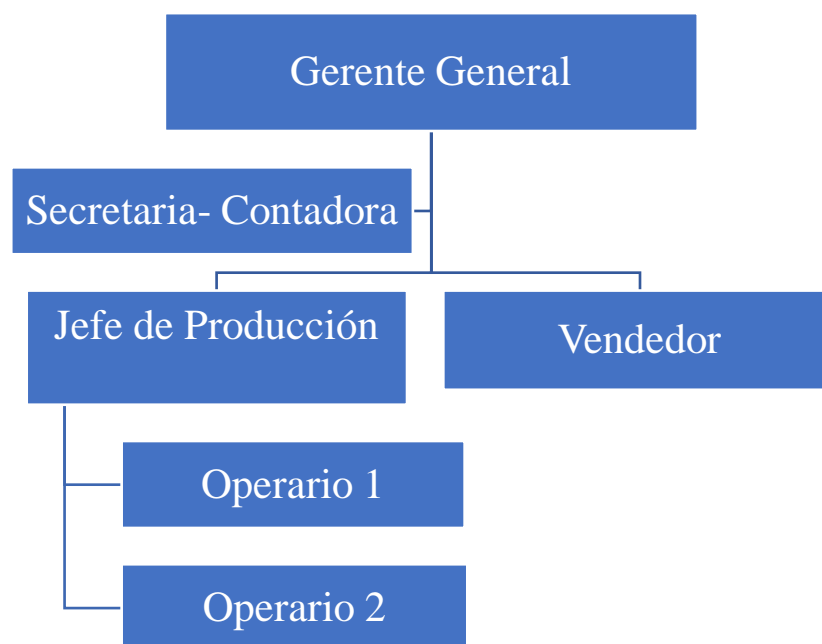 Gerente General
Secretaria- Contadora
Jefe de Producción
Vendedor
Operario 1
Operario 2